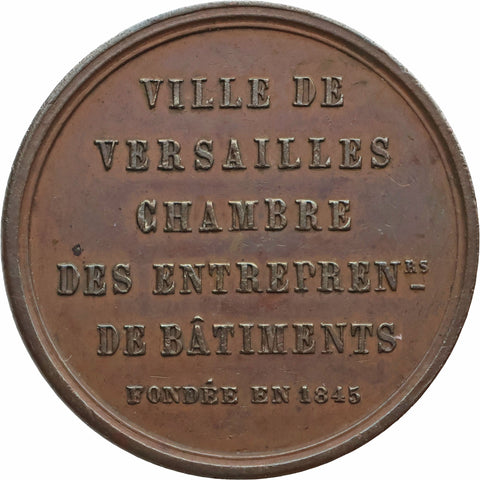 VILLE DE
VERSAILLES
CHAMBRE
DES ENTREPRENRS
DE BÂTIMENTS
FONDÉE EN 1845